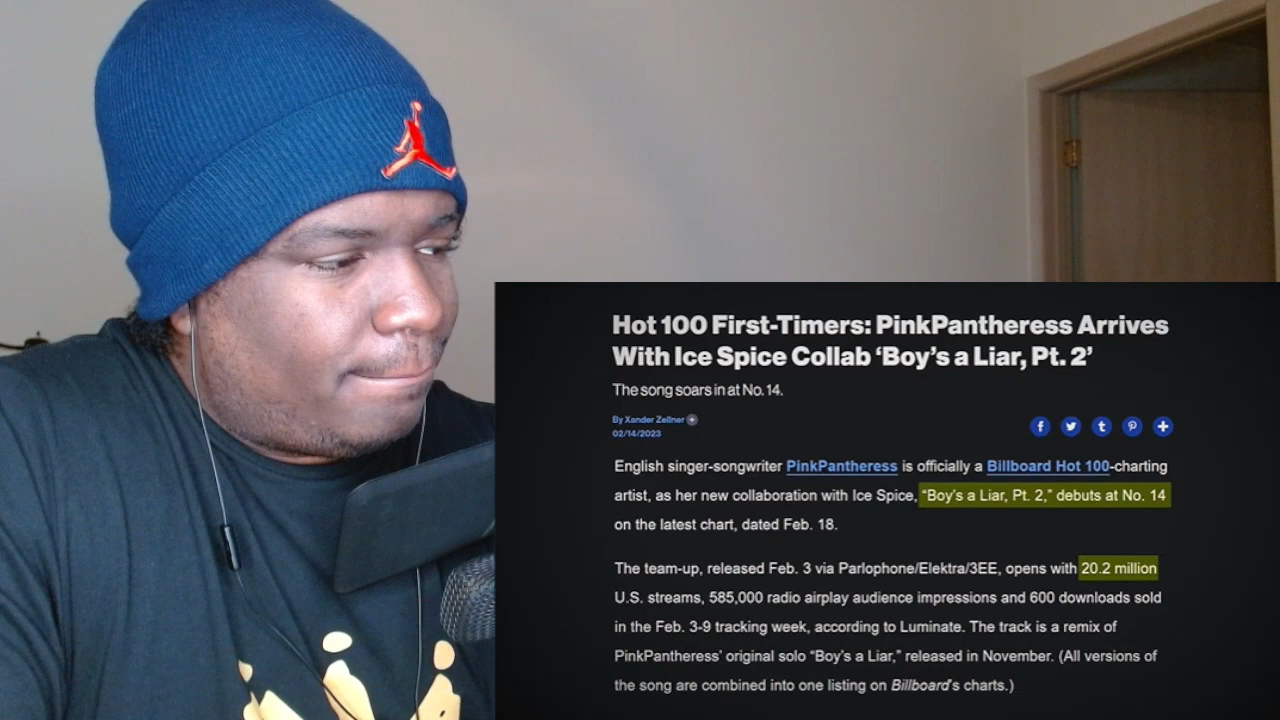 Hot 100 First-Timers: PinkPantheress Arrives
With Ice Spice Collab ‘Boy’s a Liar, Pt. 2’
The song soars in at No. 14.
By Xander Zellner +
02/14/2023
English singer-songwriter PinkPantheress is officially a Billboard Hot 100-charting
artist, as her new collaboration with Ice Spice, “Boy’s a Liar, Pt. 2,” debuts at No. 14
on the latest chart, dated Feb. 18.
The team-up, released Feb. 3 via Parlophone/Elektra/3EE, opens with 20.2 million
U.S. streams, 585,000 radio airplay audience impressions and 600 downloads sold
in the Feb. 3-9 tracking week, according to Luminate. The track is a remix of
PinkPantheress’ original solo “Boy’s a Liar,” released in November. (All versions of
the song are combined into one listing on Billboard’s charts.)